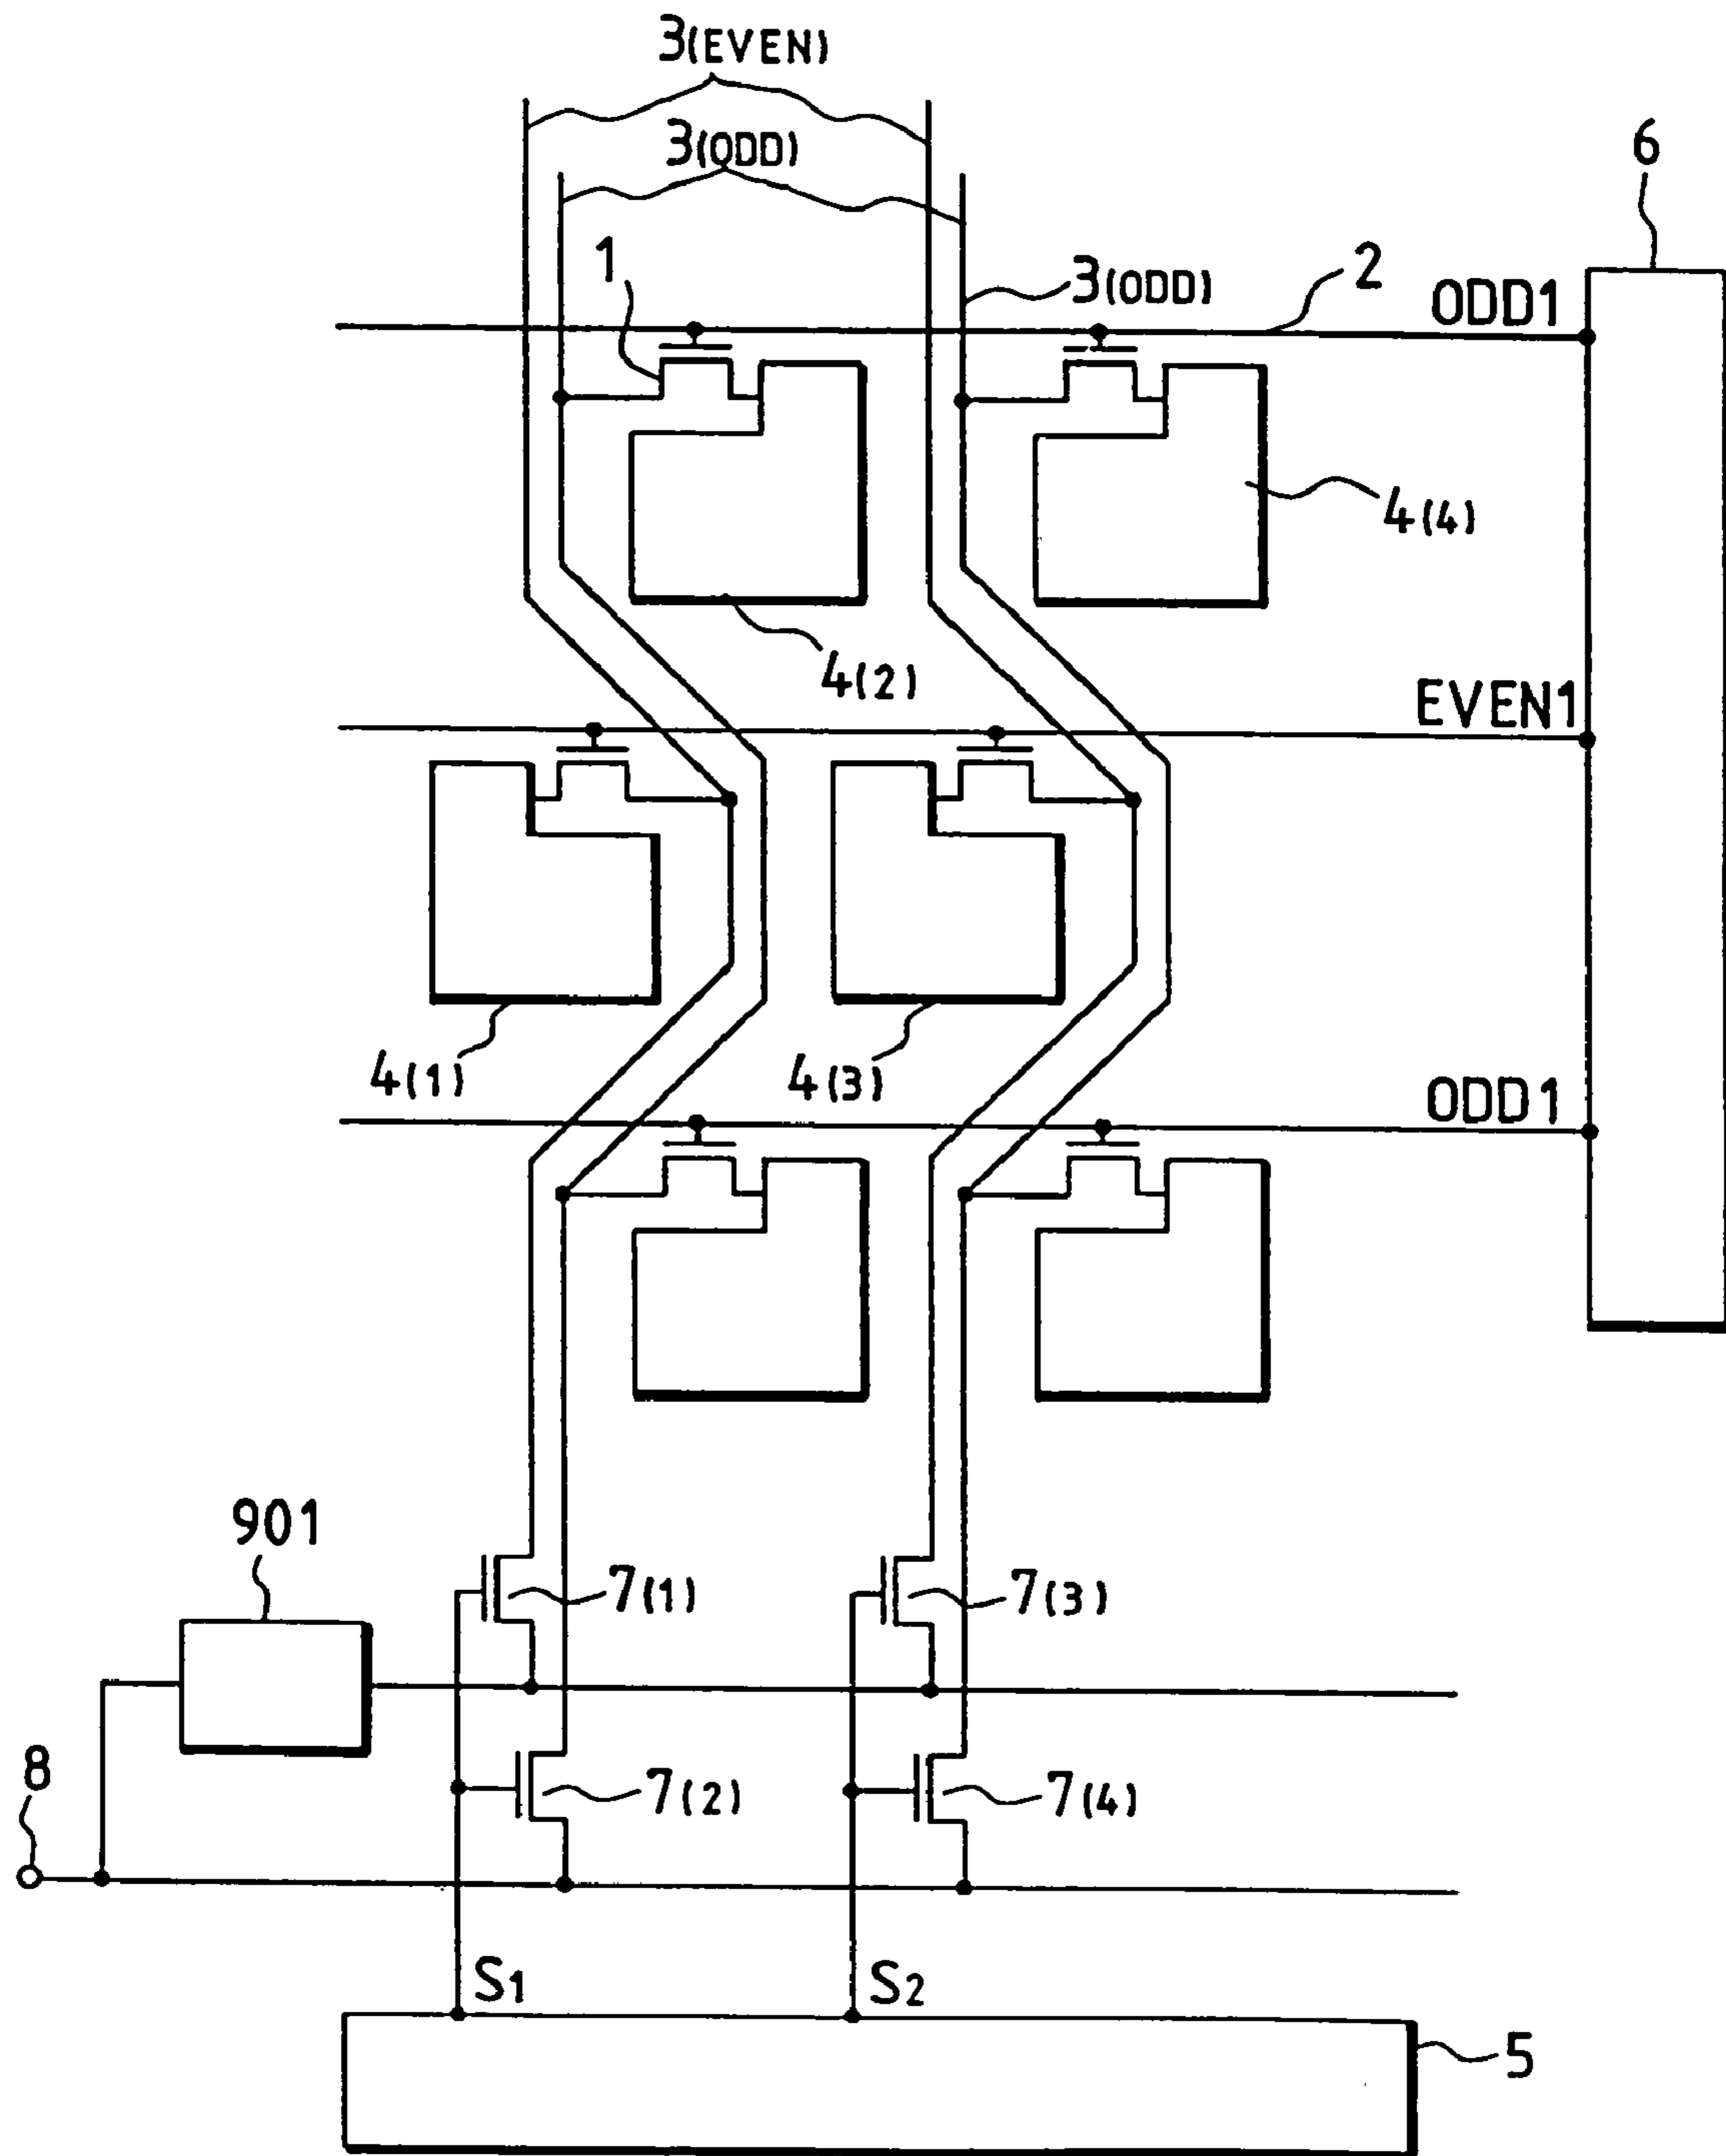 3(EVEN)
3(ODD)
6
1
3(ODD)
2
ODD1
4(4)
4(2)
EVEN1
4(1)
4(3)
ODD1
901
7(1)
7(3)
8
7(2)
7(4)
S1
S2
5